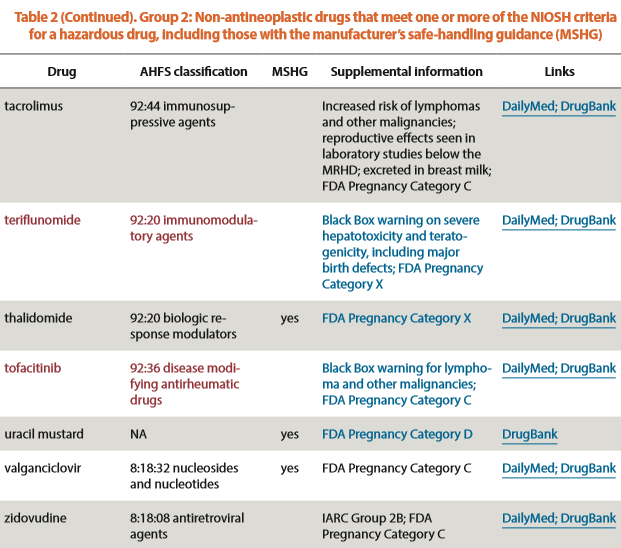 Table 2 (Continued). Group 2: Non-antineoplastic drugs that meet one or more of the NIOSH criteria
for a hazardous drug, including those with the manufacturer's safe-handling guidance (MSHG)
Drug AHFS classification MSHG Supplemental information Links
tacrolimus 92:44 immunosup- Increased risk of lymphomas DailyMed; DrugBank
pressive agents and other malignancies;
reproductive effects seen in
laboratory studies below the
MRHD; excreted in breast milk;
FDA Pregnancy Category C
teriflunomide 92:20 immunomodula- Black Box warning on severe DailyMed; DrugBank
tory agents hepatotoxicity and terato-
genicity, including major
birth defects; FDA Pregnancy
Category X
thalidomide 92:20 biologic re- yes FDA Pregnancy Category X DailyMed; DrugBank
sponse modulators
tofacitinib 92:36 disease modi- Black Box warning for lympho- DailyMed; DrugBank
fying antirheumatic ma and other malignancies;
drugs FDA Pregnancy Category C
uracil mustard NA yes FDA Pregnancy Category D DrugBank
valganciclovir 8:18:32 nucleosides yes FDA Pregnancy Category C DailyMed; DrugBank
and nucleotides
zidovudine 8:18:08 antiretroviral IARC Group 2B; FDA DailyMed; DrugBank
agents Pregnancy Category C